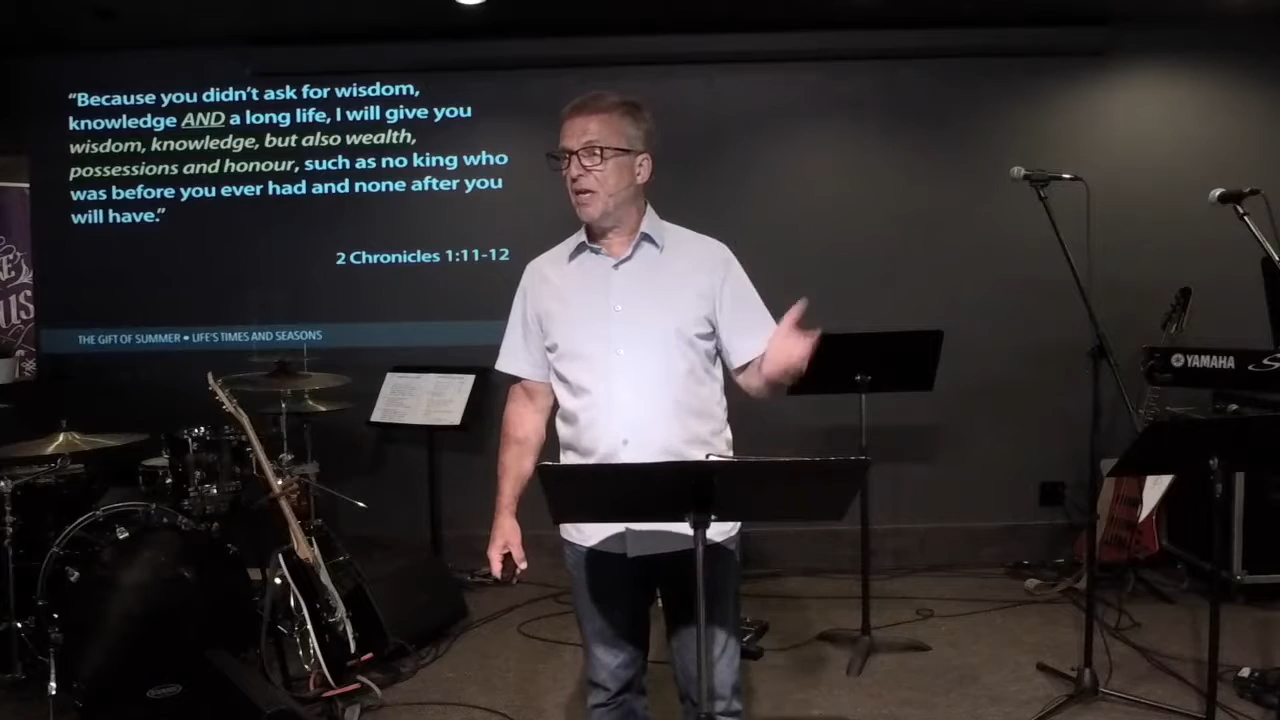 “Because you didn’t ask for wisdom,
knowledge AND a long life, I will give you
wisdom, knowledge, but also wealth,
possessions and honour, such as no king who
was before you ever had and none after you
will have.”
2 Chronicles 1:11-12
THE GIFT OF SUMMER • LIFE’S TIMES AND SEASONS
YAMAHA
US